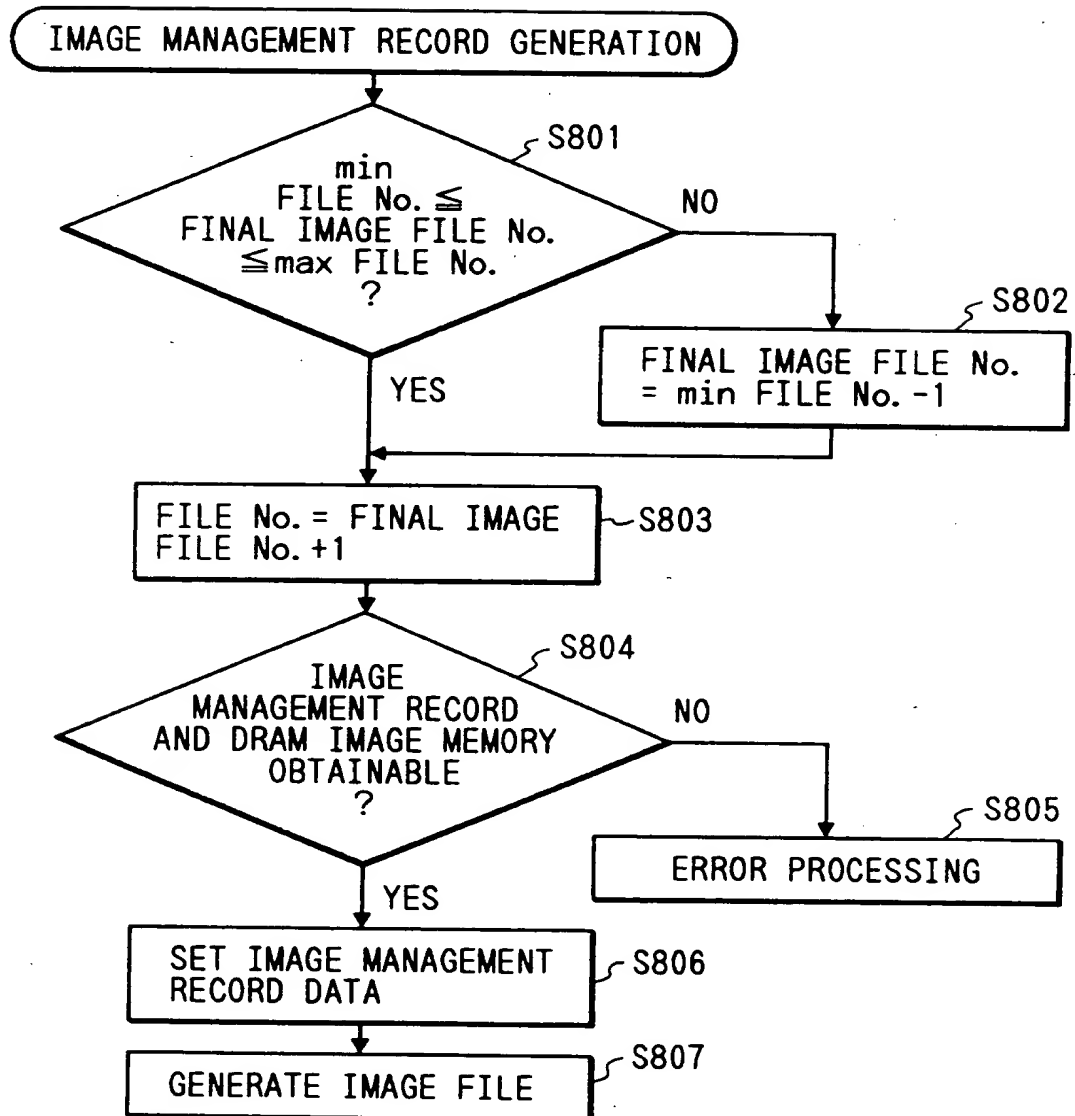 IMAGE MANAGEMENT RECORD GENERATION
S801
min
FILE No. ≦
FINAL IMAGE FILE No.
≦max FILE No.
?
NO
YES
S802
FINAL IMAGE FILE No.
= min FILE No. -1
FILE No. = FINAL IMAGE
FILE No. +1
S803
S804
IMAGE
MANAGEMENT RECORD
AND DRAM IMAGE MEMORY
OBTAINABLE
?
NO
YES
S805
ERROR PROCESSING
SET IMAGE MANAGEMENT
RECORD DATA
S806
GENERATE IMAGE FILE
S807